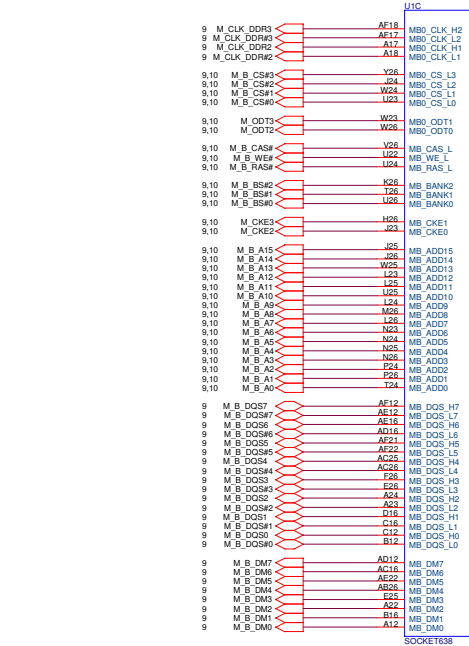 U1C
9 M_CLK_DDR3 AF18 MB0_CLK_H2
9 M_CLK_DDR#3 AF17 MB0_CLK_L2
9 M_CLK_DDR2 A17 MB0_CLK_H1
9 M_CLK_DDR#2 A18 MB0_CLK_L1
9,10 M_B_CS#3 Y26 MB0_CS_L3
9,10 M_B_CS#2 J24 MB0_CS_L2
9,10 M_B_CS#1 W24 MB0_CS_L1
9,10 M_B_CS#0 U23 MB0_CS_L0
9,10 M_ODT3 W23 MB0_ODT1
9,10 M_ODT2 W26 MB0_ODT0
9,10 M_B_CAS# V26 MB_CAS_L
9,10 M_B_WE# U22 MB_WE_L
9,10 M_B_RAS# U24 MB_RAS_L
9,10 M_B_BS#2 K26 MB_BANK2
9,10 M_B_BS#1 T26 MB_BANK1
9,10 M_B_BS#0 U26 MB_BANK0
9,10 M_CKE3 H26 MB_CKE1
9,10 M_CKE2 J23 MB_CKE0
9,10 M_B_A15 J25 MB_ADD15
9,10 M_B_A14 J26 MB_ADD14
9,10 M_B_A13 W25 MB_ADD13
9,10 M_B_A12 L23 MB_ADD12
9,10 M_B_A11 L25 MB_ADD11
9,10 M_B_A10 U25 MB_ADD10
9,10 M_B_A9 L24 MB_ADD9
9,10 M_B_A8 M26 MB_ADD8
9,10 M_B_A7 L26 MB_ADD7
9,10 M_B_A6 N23 MB_ADD6
9,10 M_B_A5 N24 MB_ADD5
9,10 M_B_A4 N25 MB_ADD4
9,10 M_B_A3 N26 MB_ADD3
9,10 M_B_A2 P24 MB_ADD2
9,10 M_B_A1 P26 MB_ADD1
9,10 M_B_A0 T24 MB_ADD0
9 M_B_DQS7 AF12 MB_DQS_H7
9 M_B_DQS#7 AE12 MB_DQS_L7
9 M_B_DQS6 AE16 MB_DQS_H6
9 M_B_DQS#6 AD16 MB_DQS_L6
9 M_B_DQS5 AF21 MB_DQS_H5
9 M_B_DQS#5 AF22 MB_DQS_L5
9 M_B_DQS4 AC25 MB_DQS_H4
9 M_B_DQS#4 AC26 MB_DQS_L4
9 M_B_DQS3 F26 MB_DQS_H3
9 M_B_DQS#3 E26 MB_DQS_L3
9 M_B_DQS2 A24 MB_DQS_H2
9 M_B_DQS#2 A23 MB_DQS_L2
9 M_B_DQS1 D16 MB_DQS_H1
9 M_B_DQS#1 C16 MB_DQS_L1
9 M_B_DQS0 C12 MB_DQS_H0
9 M_B_DQS#0 B12 MB_DQS_L0
9 M_B_DM7 AD12 MB_DM7
9 M_B_DM6 AC16 MB_DM6
9 M_B_DM5 AE22 MB_DM5
9 M_B_DM4 AB26 MB_DM4
9 M_B_DM3 E25 MB_DM3
9 M_B_DM2 A22 MB_DM2
9 M_B_DM1 B16 MB_DM1
9 M_B_DM0 A12 MB_DM0
SOCKET638